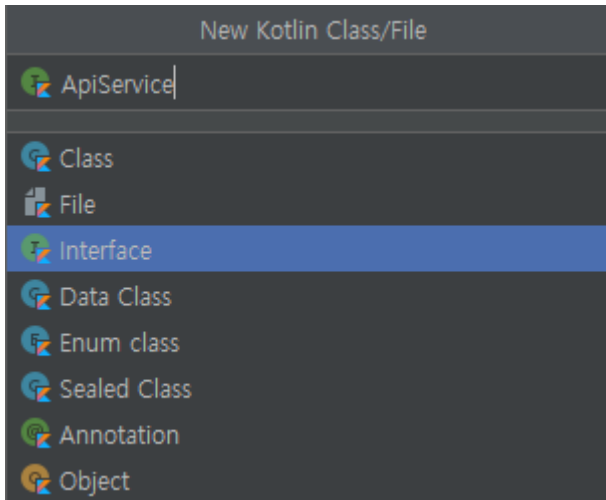 New Kotlin Class/File
ApiService
Class
File
Interface
Data Class
Enum class
Sealed Class
Annotation
Object